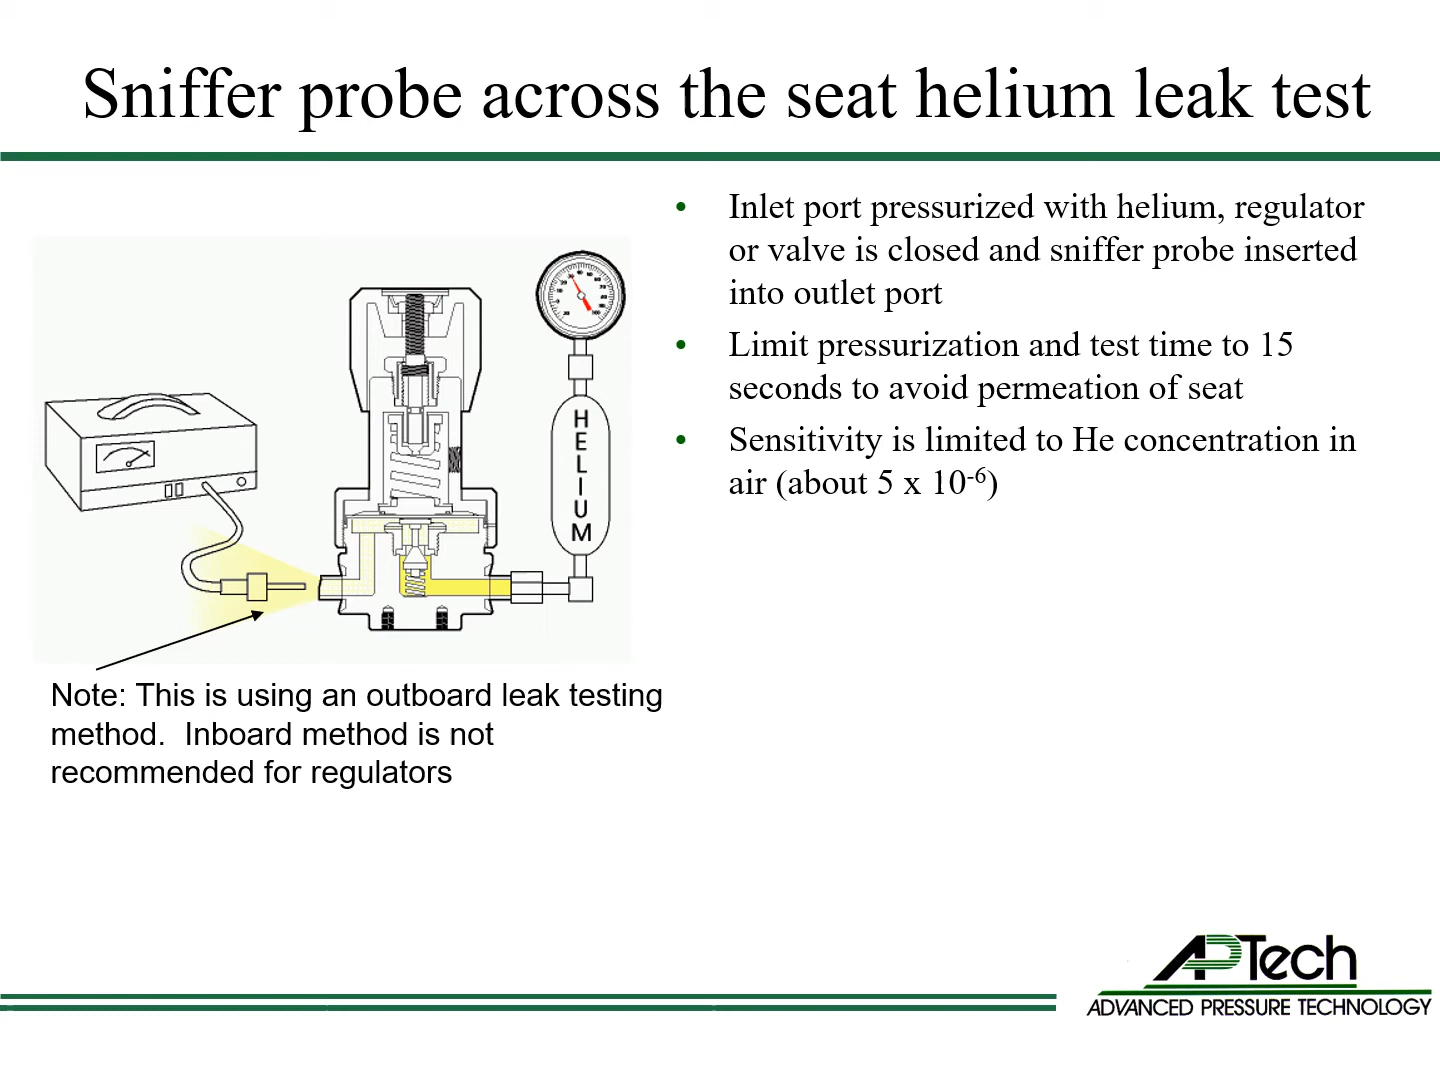 Sniffer probe across the seat helium leak test
• Inlet port pressurized with helium, regulator
or valve is closed and sniffer probe inserted
into outlet port
• Limit pressurization and test time to 15
seconds to avoid permeation of seat
• Sensitivity is limited to He concentration in
air (about 5 x 10⁻⁶)
HELIUM
Note: This is using an outboard leak testing
method.  Inboard method is not
recommended for regulators
APTech
ADVANCED PRESSURE TECHNOLOGY